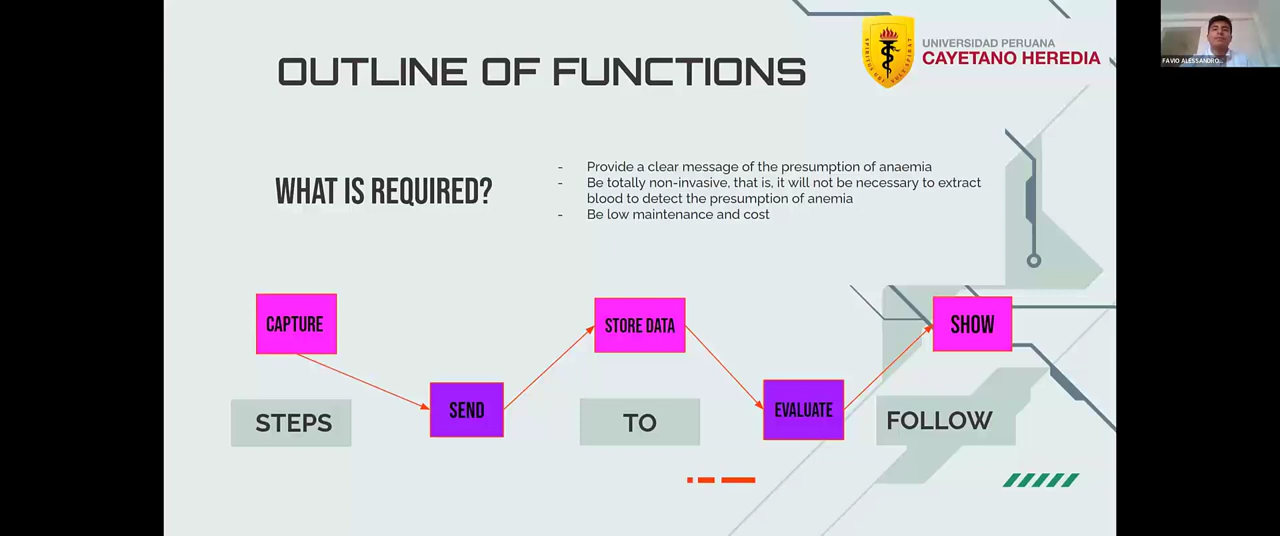 OUTLINE OF FUNCTIONS
UNIVERSIDAD PERUANA
CAYETANO HEREDIA
FAVIO ALESSANDRO...
WHAT IS REQUIRED?
- Provide a clear message of the presumption of anaemia
- Be totally non-invasive, that is, it will not be necessary to extract
blood to detect the presumption of anemia
- Be low maintenance and cost
CAPTURE
SEND
STORE DATA
EVALUATE
SHOW
STEPS
TO
FOLLOW